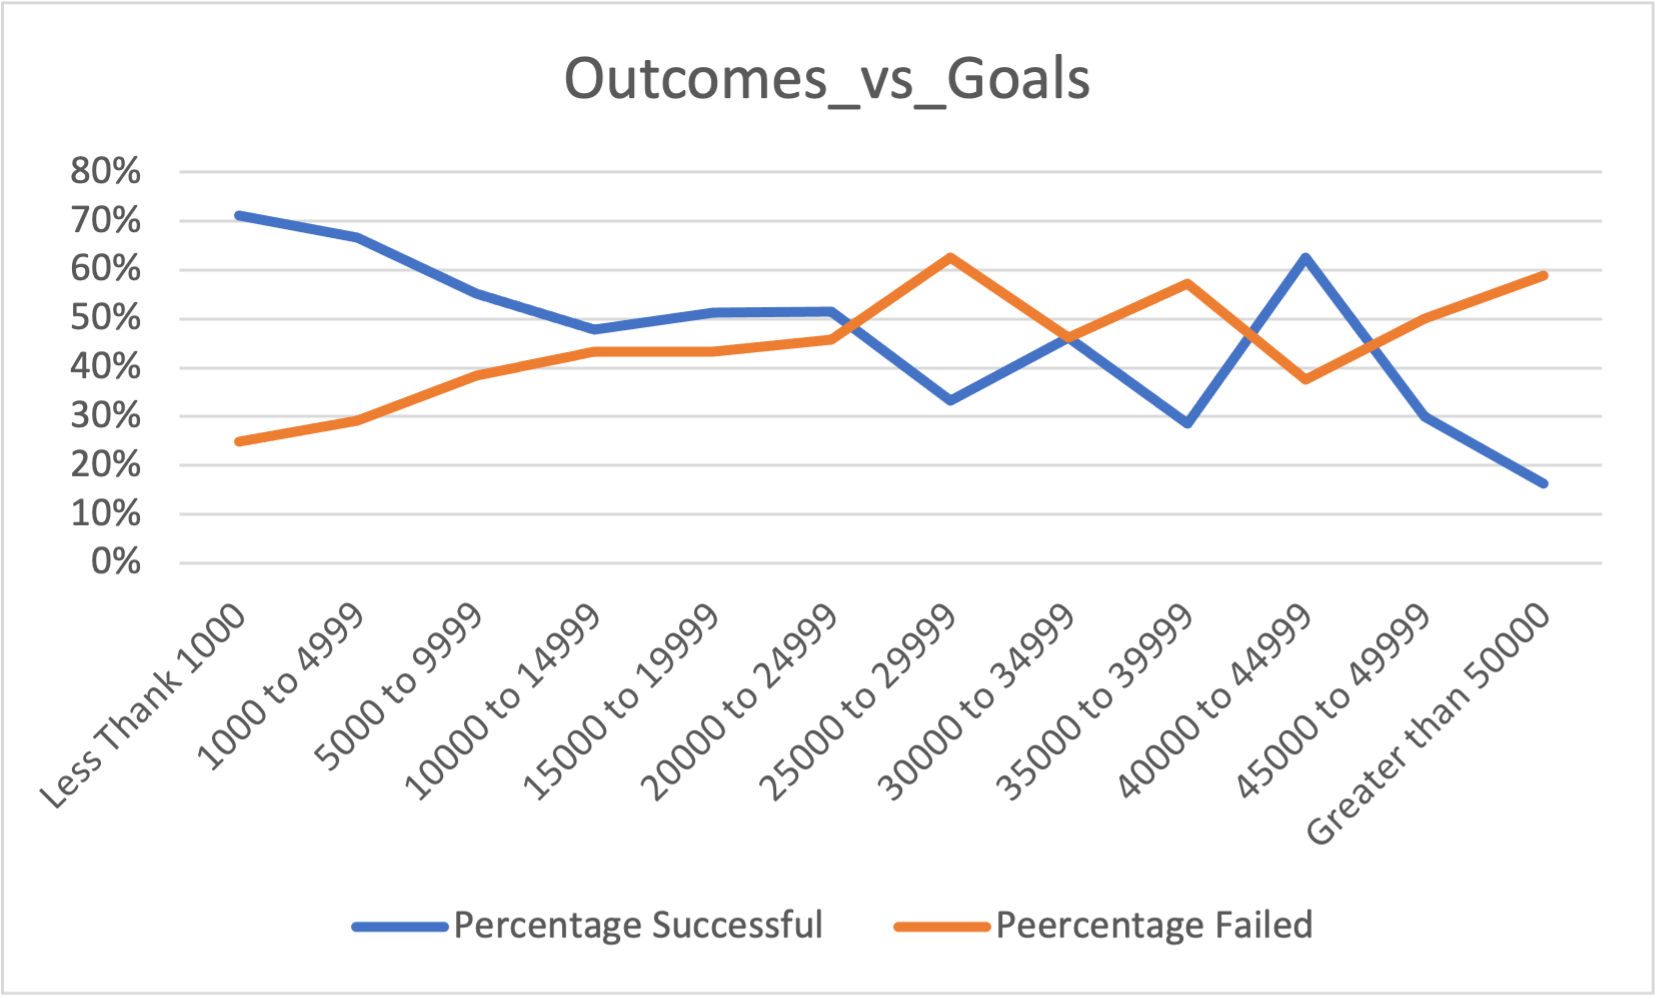 Outcomes_vs_Goals
80%
70%
60%
50%
40%
30%
20%
10%
0%
Less Thank 1000
1000 to 4999
5000 to 9999
10000 to 14999
15000 to 19999
20000 to 24999
25000 to 29999
30000 to 34999
35000 to 39999
40000 to 44999
45000 to 49999
Greater than 50000
Percentage Successful
Peercentage Failed